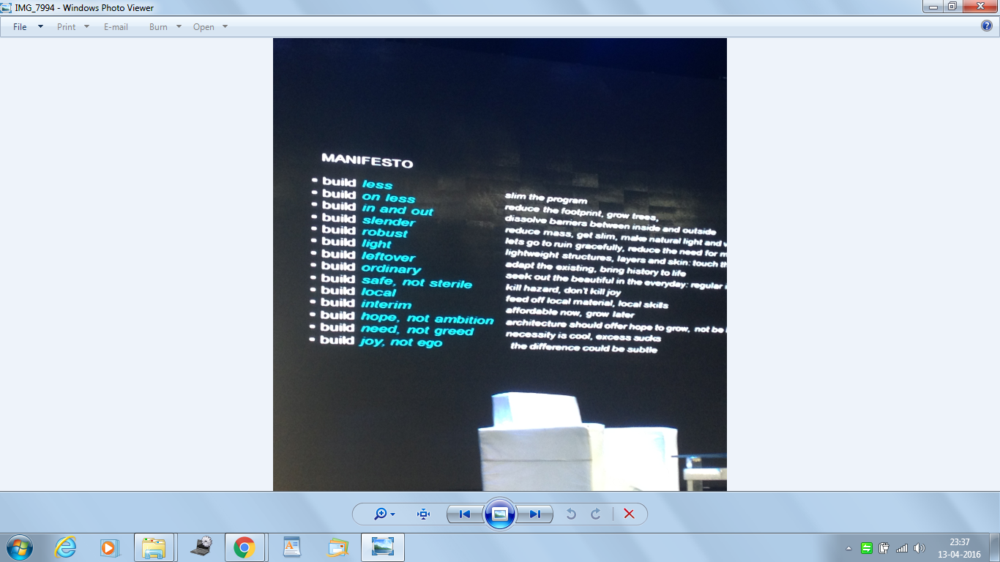 IMG_7994 - Windows Photo Viewer
File Print E-mail Burn Open
MANIFESTO
• build less
• build on less slim the program
• build in and out reduce the footprint, grow trees,
• build slender dissolve barriers between inside and outside
• build robust reduce mass, get slim, make natural light and
• build light lets go to ruin gracefully, reduce the need for
• build leftover lightweight structures, layers and skin: touch
• build ordinary adapt the existing, bring history to life
• build safe, not sterile seek out the beautiful in the everyday: regular
• build local kill hazard, don't kill joy
• build interim feed off local material, local skills
• build hope, not ambition affordable now, grow later
• build need, not greed architecture should offer hope to grow, not be
• build joy, not ego necessity is cool, excess sucks
the difference could be subtle
23:37
13-04-2016